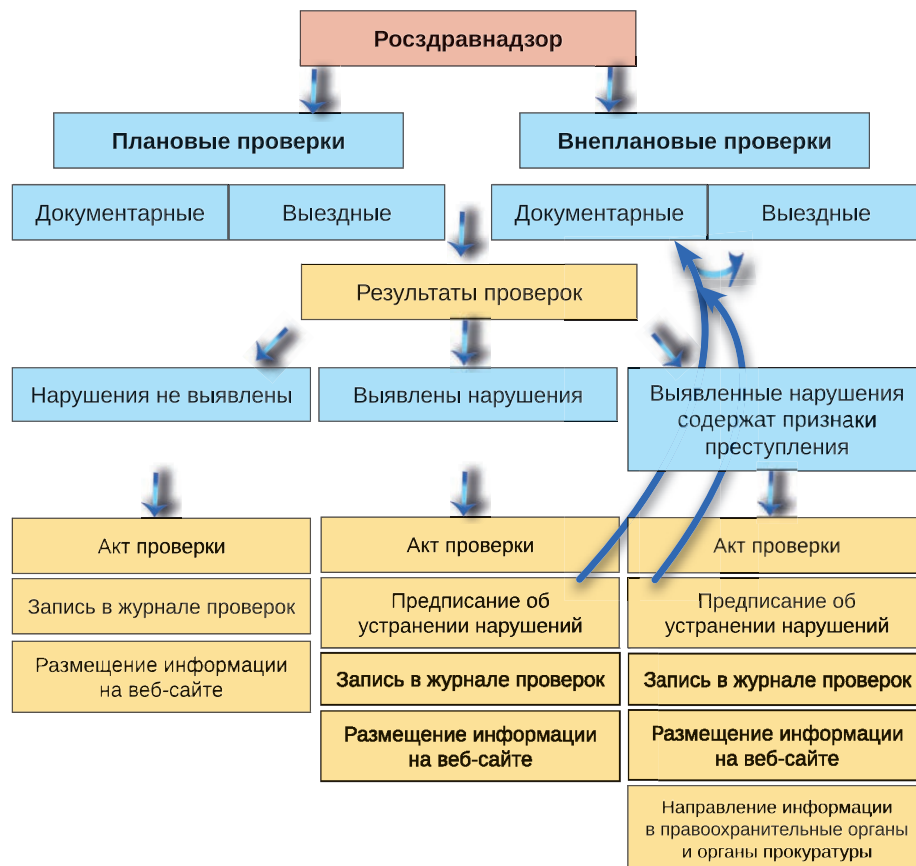 Росздравнадзор
Плановые проверки
Внеплановые проверки
Документарные
Выездные
Документарные
Выездные
Результаты проверок
Нарушения не выявлены
Выявлены нарушения
Выявленные нарушения
содержат признаки
преступления
Акт проверки
Запись в журнале проверок
Размещение информации
на веб-сайте
Акт проверки
Предписание об
устранении нарушений
Запись в журнале проверок
Размещение информации
на веб-сайте
Акт проверки
Предписание об
устранении нарушений
Запись в журнале проверок
Размещение информации
на веб-сайте
Направление информации
в правоохранительные органы
и органы прокуратуры